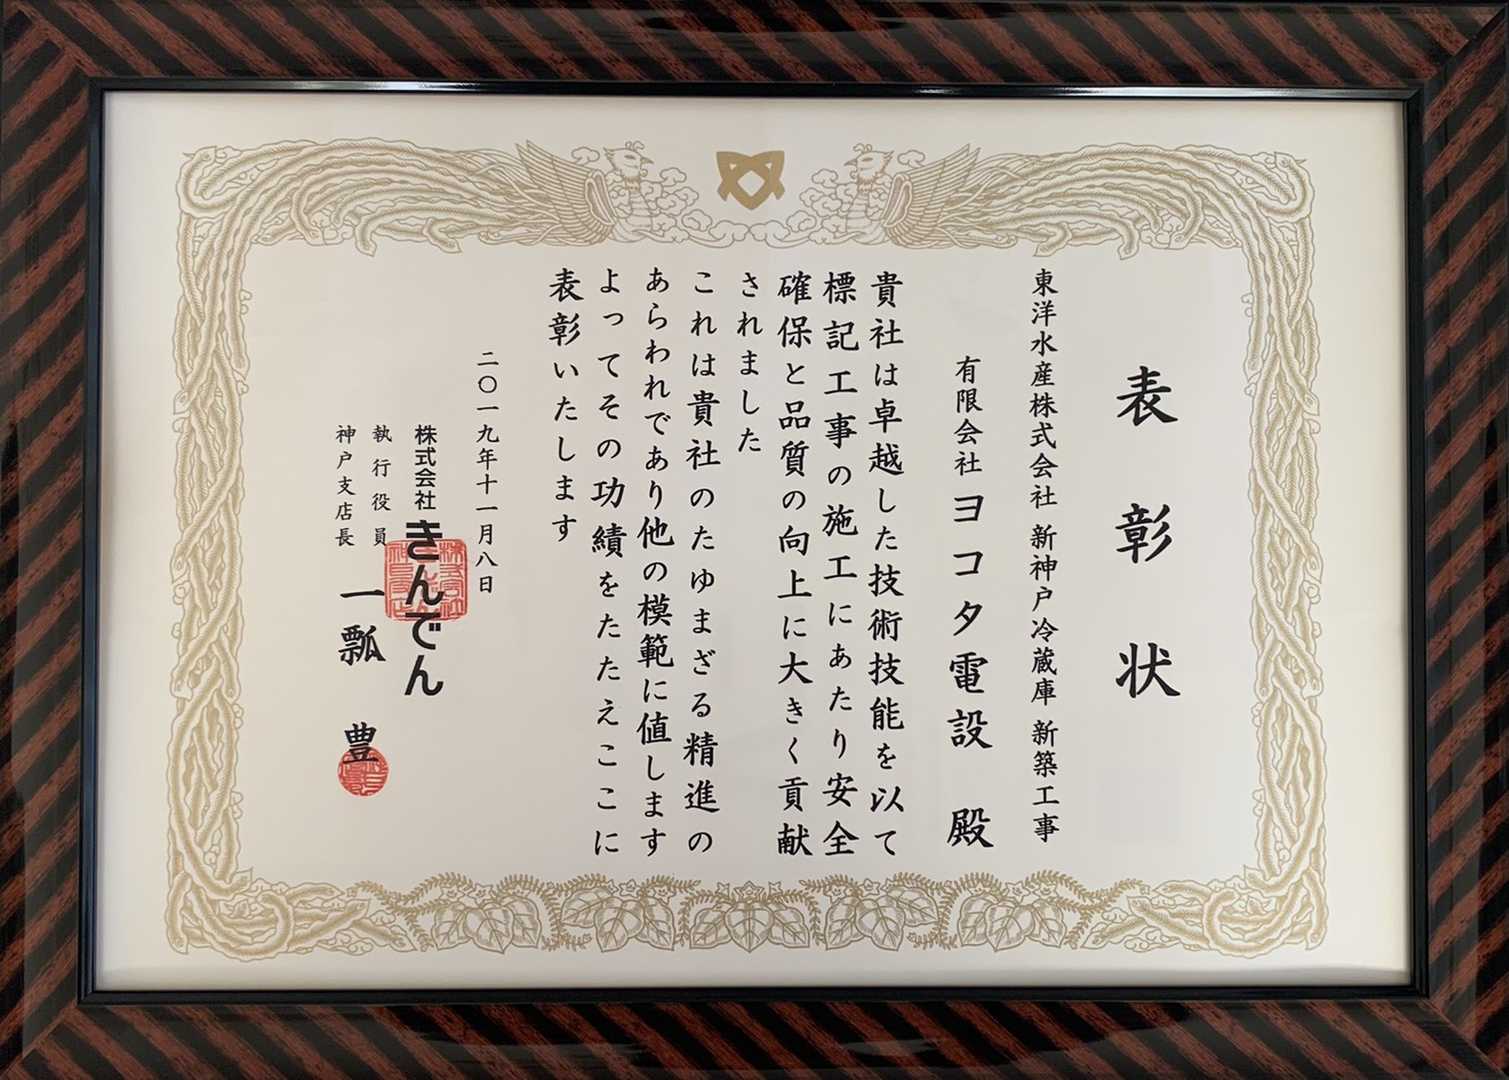 表彰状
東洋水産株式会社 新神戸冷蔵庫 新築工事
有限会社 ヨコタ電設 殿
貴社は卓越した技術技能を以て
標記工事の施工にあたり安全
確保と品質の向上に大きく貢献
されました
これは貴社のたゆまざる精進の
あらわれであり他の模範に値します
よってその功績をたたえここに
表彰いたします
二〇一九年十一月八日
株式会社 きんでん
執行役員
神戸支店長 一瓢 豊